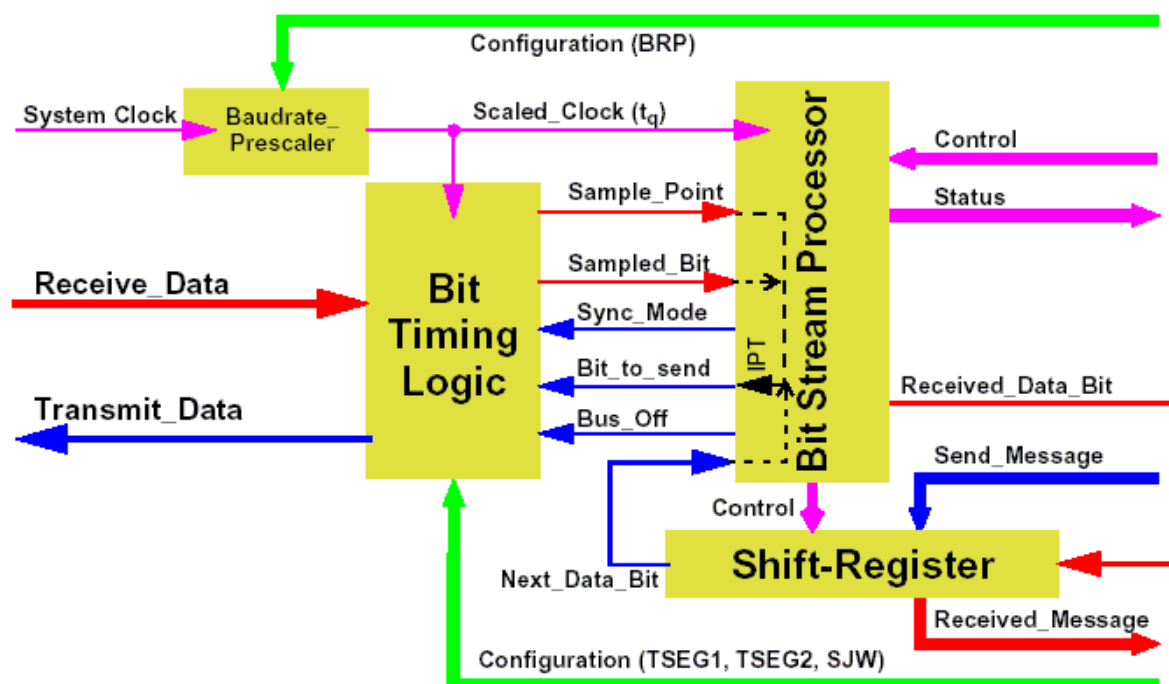 Configuration (BRP)
System Clock
Baudrate_
Prescaler
Scaled_Clock (tq)
Control
Sample_Point
Status
Sampled_Bit
Receive_Data
Bit
Timing
Logic
Sync_Mode
IPT
Bit Stream Processor
Bit_to_send
Received_Data_Bit
Transmit_Data
Bus_Off
Send_Message
Control
Shift-Register
Next_Data_Bit
Received_Message
Configuration (TSEG1, TSEG2, SJW)